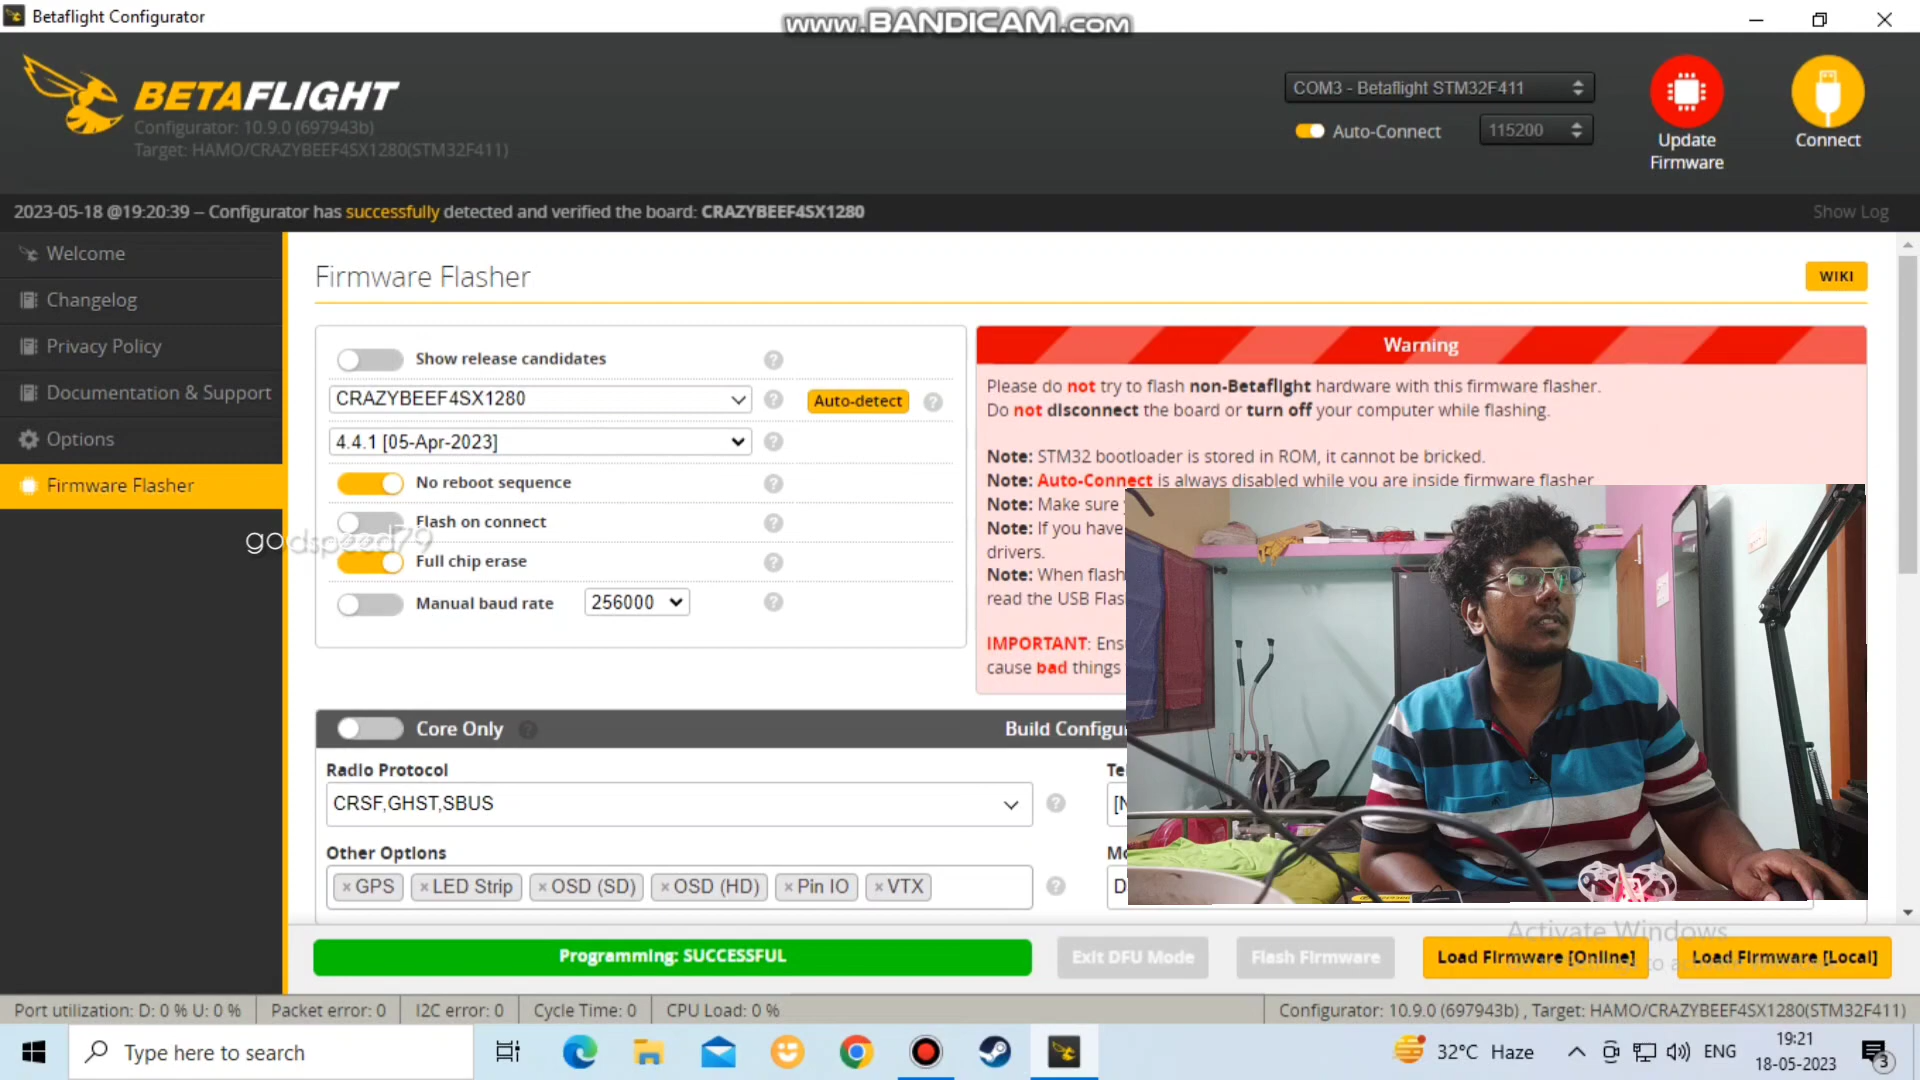 Betaflight Configurator
www.BANDICAM.com
BETAFLIGHT
Configurator: 10.9.0 (697943b)
Target: HAMO/CRAZYBEEF4SX1280(STM32F411)
COM3 - Betaflight STM32F411
Auto-Connect
115200
Update
Firmware
Connect
2023-05-18 @19:20:39 -- Configurator has successfully detected and verified the board: CRAZYBEEF4SX1280
Show Log
Welcome
Changelog
Privacy Policy
Documentation & Support
Options
Firmware Flasher
godspeed79
Firmware Flasher
WIKI
Show release candidates
CRAZYBEEF4SX1280
Auto-detect
4.4.1 [05-Apr-2023]
No reboot sequence
Flash on connect
Full chip erase
Manual baud rate
256000
Warning
Please do not try to flash non-Betaflight hardware with this firmware flasher.
Do not disconnect the board or turn off your computer while flashing.
Note: STM32 bootloader is stored in ROM, it cannot be bricked.
Note: Auto-Connect is always disabled while you are inside firmware flasher
Note: Make sure
Note: If you have
drivers.
Note: When flash
read the USB Flas
IMPORTANT: Ens
cause bad things
Core Only
Build Configu
Radio Protocol
CRSF,GHST,SBUS
Te
[N
Other Options
×GPS ×LED Strip ×OSD (SD) ×OSD (HD) ×Pin IO ×VTX
Mo
D
Programming: SUCCESSFUL
Exit DFU Mode
Flash Firmware
Load Firmware [Online]
Load Firmware [Local]
Activate Windows
Port utilization: D: 0 % U: 0 %
Packet error: 0
I2C error: 0
Cycle Time: 0
CPU Load: 0 %
Configurator: 10.9.0 (697943b) , Target: HAMO/CRAZYBEEF4SX1280(STM32F411)
Type here to search
32°C Haze
ENG
19:21
18-05-2023
3